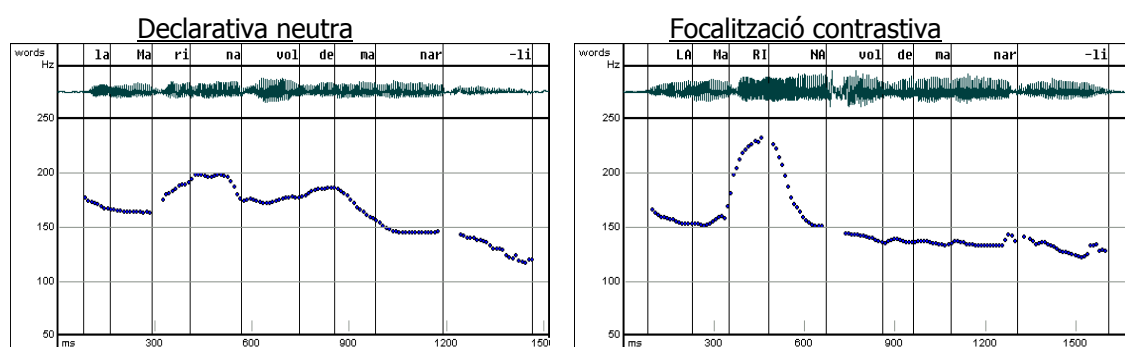 Declarativa neutra
words la Ma ri na vol de ma nar -li
Hz
250
200
150
100
50
ms 300 600 900 1200 1500
Focalització contrastiva
words LA Ma RI NA vol de ma nar -li
Hz
250
200
150
100
50
ms 300 600 900 1200 1500